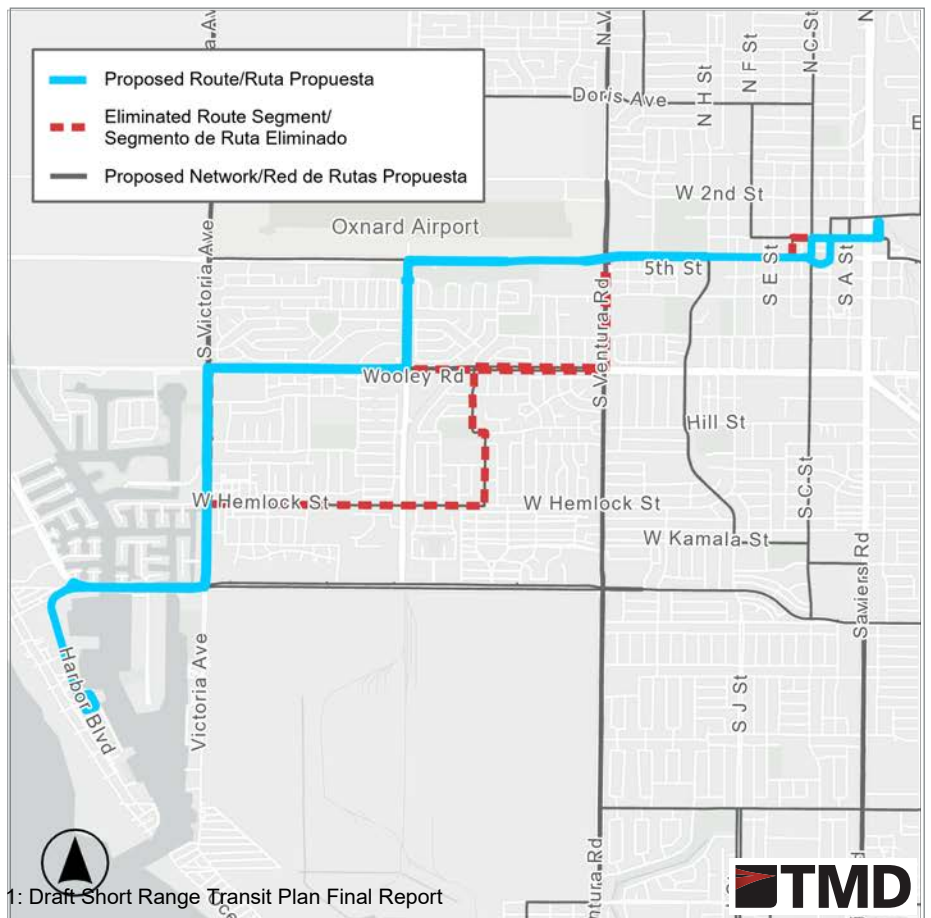 a Ave
N V
N C St
N
N F St
N H St
Proposed Route/Ruta Propuesta
Eliminated Route Segment/
Segmento de Ruta Eliminado
Proposed Network/Red de Rutas Propuesta
Doris Ave
E
W 2nd St
Oxnard Airport
S Victoria Ave
5th St
S E St
S A St
S Ventura Rd
Wooley Rd
Hill St
S C St
W Hemlock St
W Hemlock St
W Kamala St
Saviers Rd
Harbor Blvd
Victoria Ave
S J St
ntura Rd
1: Draft Short Range Transit Plan Final Report
TMD